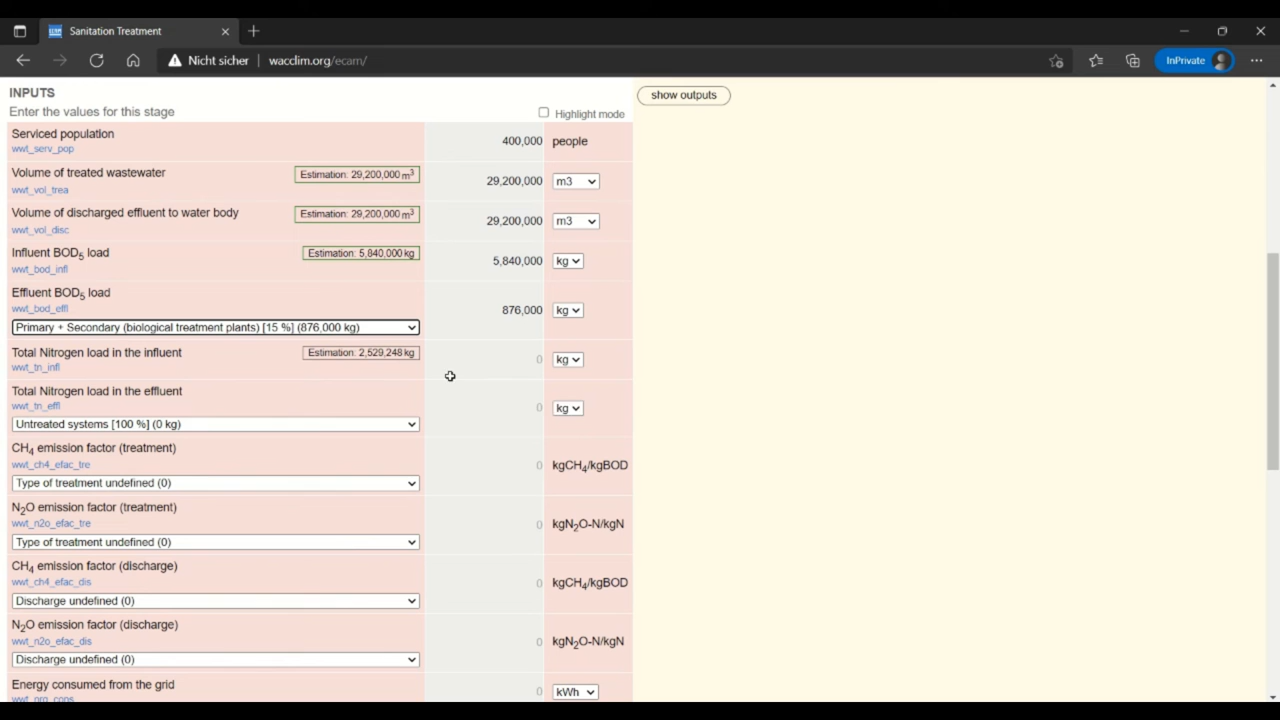 Sanitation Treatment
Nicht sicher
wacclim.org/ecam/
InPrivate
INPUTS
Enter the values for this stage
Highlight mode
show outputs
Serviced population
wwt_serv_pop
400,000 people
Volume of treated wastewater
Estimation: 29,200,000 m³
wwt_vol_trea
29,200,000 m3
Volume of discharged effluent to water body
Estimation: 29,200,000 m³
wwt_vol_disc
29,200,000 m3
Influent BOD₅ load
Estimation: 5,840,000 kg
wwt_bod_infl
5,840,000 kg
Effluent BOD₅ load
wwt_bod_effl
876,000 kg
Primary + Secondary (biological treatment plants) [15 %] (876,000 kg)
Total Nitrogen load in the influent
Estimation: 2,529,248 kg
wwt_tn_infl
0 kg
Total Nitrogen load in the effluent
wwt_tn_effl
0 kg
Untreated systems [100 %] (0 kg)
CH₄ emission factor (treatment)
wwt_ch4_efac_tre
0 kgCH₄/kgBOD
Type of treatment undefined (0)
N₂O emission factor (treatment)
wwt_n2o_efac_tre
0 kgN₂O-N/kgN
Type of treatment undefined (0)
CH₄ emission factor (discharge)
wwt_ch4_efac_dis
0 kgCH₄/kgBOD
Discharge undefined (0)
N₂O emission factor (discharge)
wwt_n2o_efac_dis
0 kgN₂O-N/kgN
Discharge undefined (0)
Energy consumed from the grid
wwt_nrg_cons
0 kWh